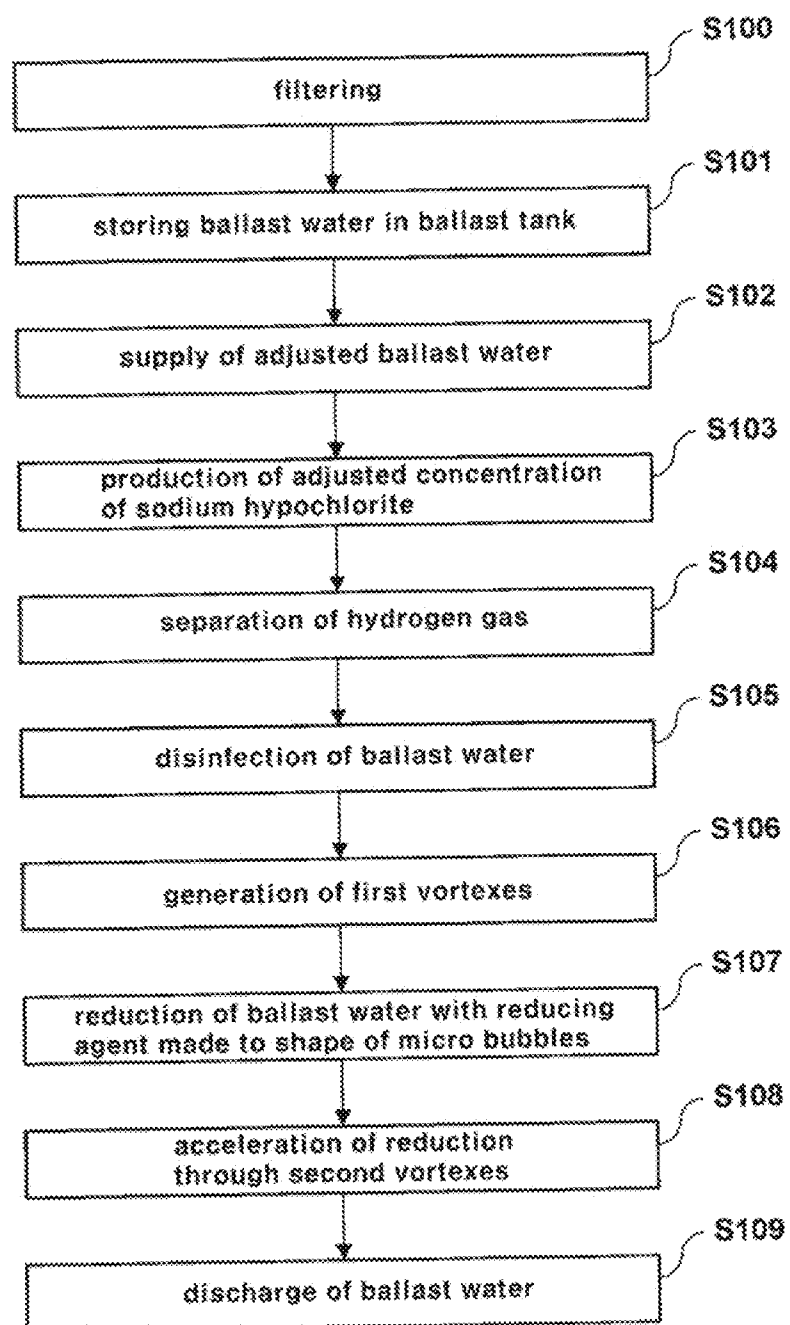 S100
filtering
S101
storing ballast water in ballast tank
S102
supply of adjusted ballast water
S103
production of adjusted concentration
of sodium hypochlorite
S104
separation of hydrogen gas
S105
disinfection of ballast water
S106
generation of first vortexes
S107
reduction of ballast water with reducing
agent made to shape of micro bubbles
S108
acceleration of reduction
through second vortexes
S109
discharge of ballast water